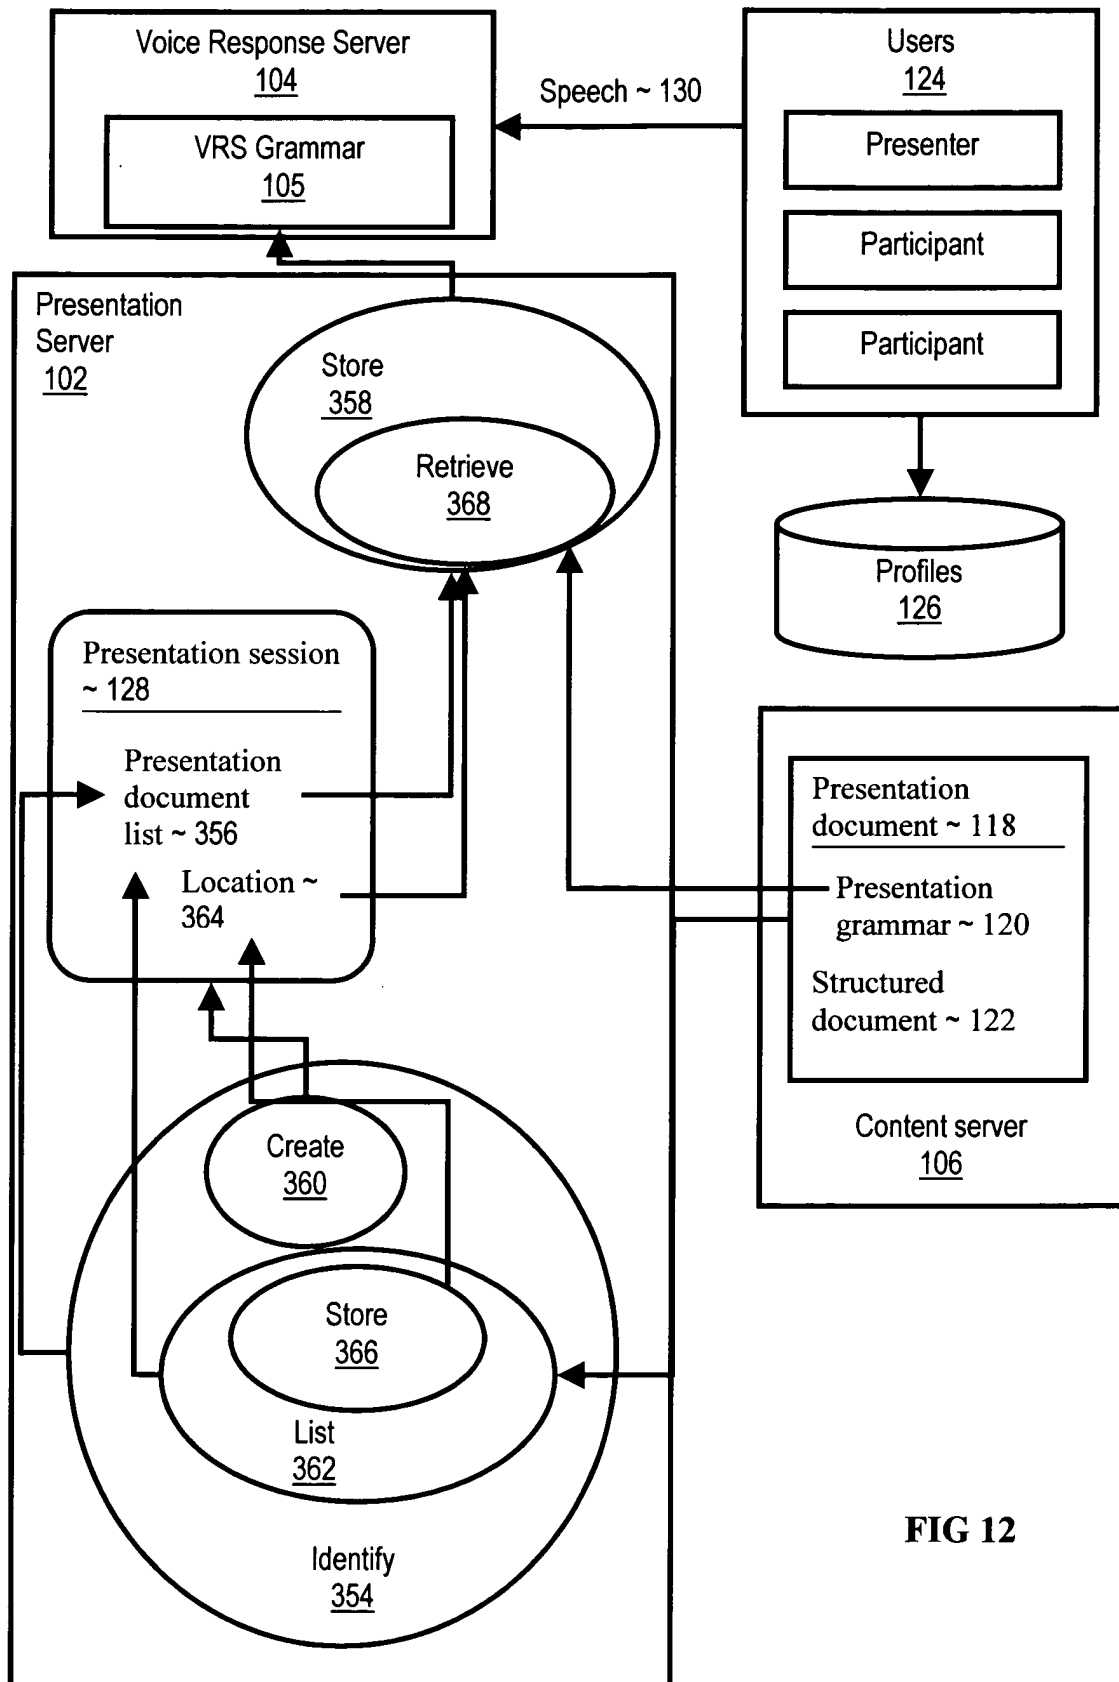 Voice Response Server
104
VRS Grammar
105
Speech ~ 130
Users
124
Presenter
Participant
Participant
Profiles
126
Presentation
Server
102
Store
358
Retrieve
368
Presentation session
~ 128
Presentation
document
list ~ 356
Location ~
364
Presentation
document ~ 118
Presentation
grammar ~ 120
Structured
document ~ 122
Content server
106
Create
360
Store
366
List
362
Identify
354
FIG 12